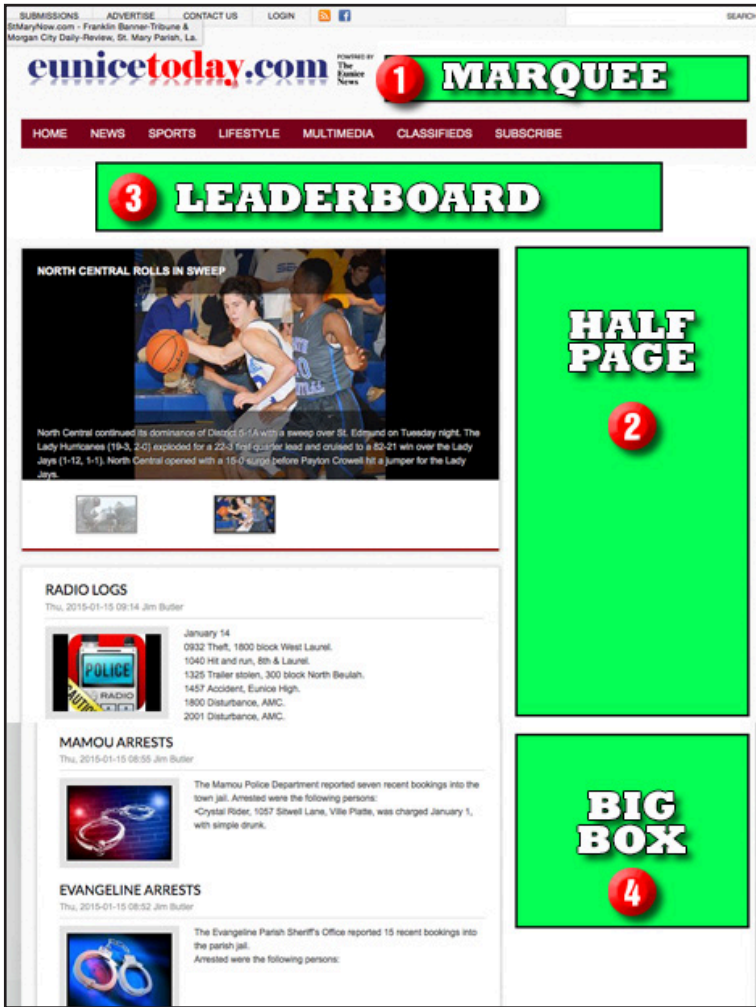 SUBMISSIONS ADVERTISE CONTACT US LOGIN SEARCH
StMaryNow.com - Franklin Banner-Tribune &
Morgan City Daily-Review, St. Mary Parish, La.
eunicetoday.com
POWERED BY
The
Eunice
News
1 MARQUEE
HOME NEWS SPORTS LIFESTYLE MULTIMEDIA CLASSIFIEDS SUBSCRIBE
3 LEADERBOARD
NORTH CENTRAL ROLLS IN SWEEP
North Central continued its dominance of District 5-1A with a sweep over St. Edmund on Tuesday night. The
Lady Hurricanes (19-3, 2-0) exploded for a 22-3 first quarter lead and cruised to a 82-21 win over the Lady
Jays (1-12, 1-1). North Central opened with a 15-0 surge before Payton Crowell hit a jumper for the Lady
Jays.
HALF
PAGE
2
RADIO LOGS
Thu, 2015-01-15 09:14 Jim Butler
POLICE
RADIO
January 14
0932 Theft, 1800 block West Laurel.
1040 Hit and run, 8th & Laurel.
1325 Trailer stolen, 300 block North Beulah.
1457 Accident, Eunice High.
1800 Disturbance, AMC.
2001 Disturbance, AMC.
MAMOU ARRESTS
Thu, 2015-01-15 08:55 Jim Butler
The Mamou Police Department reported seven recent bookings into the
town jail. Arrested were the following persons:
•Crystal Rider, 1057 Sitwell Lane, Ville Platte, was charged January 1,
with simple drunk.
BIG
BOX
4
EVANGELINE ARRESTS
Thu, 2015-01-15 08:52 Jim Butler
The Evangeline Parish Sheriff's Office reported 15 recent bookings into
the parish jail.
Arrested were the following persons: